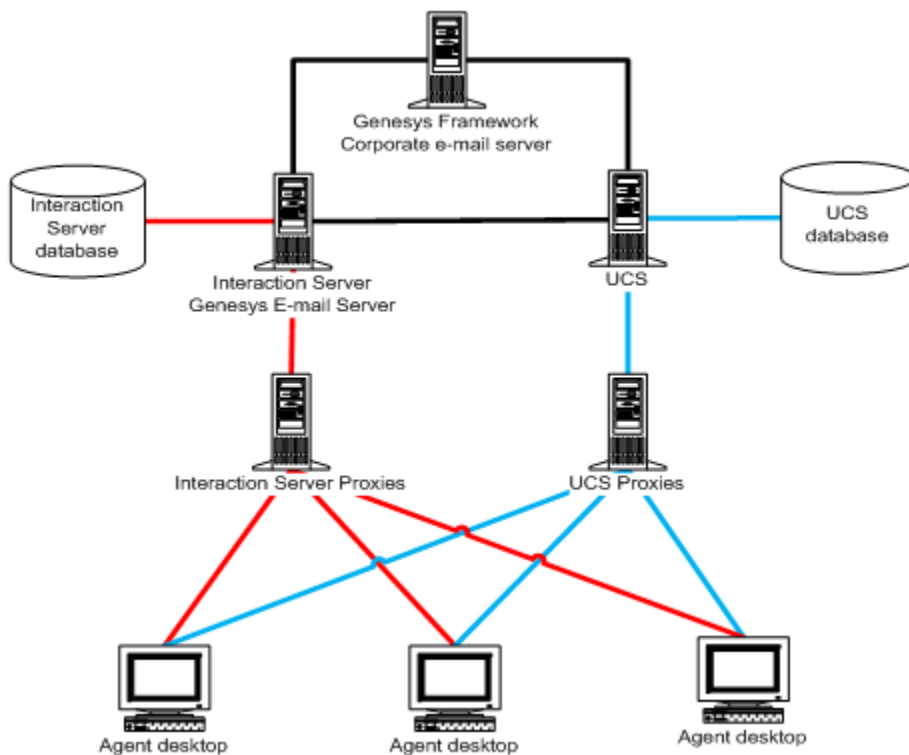 Genesys Framework
Corporate e-mail server
Interaction
Server
database
UCS
database
Interaction Server
Genesys E-mail Server
UCS
Interaction Server Proxies
UCS Proxies
Agent desktop
Agent desktop
Agent desktop